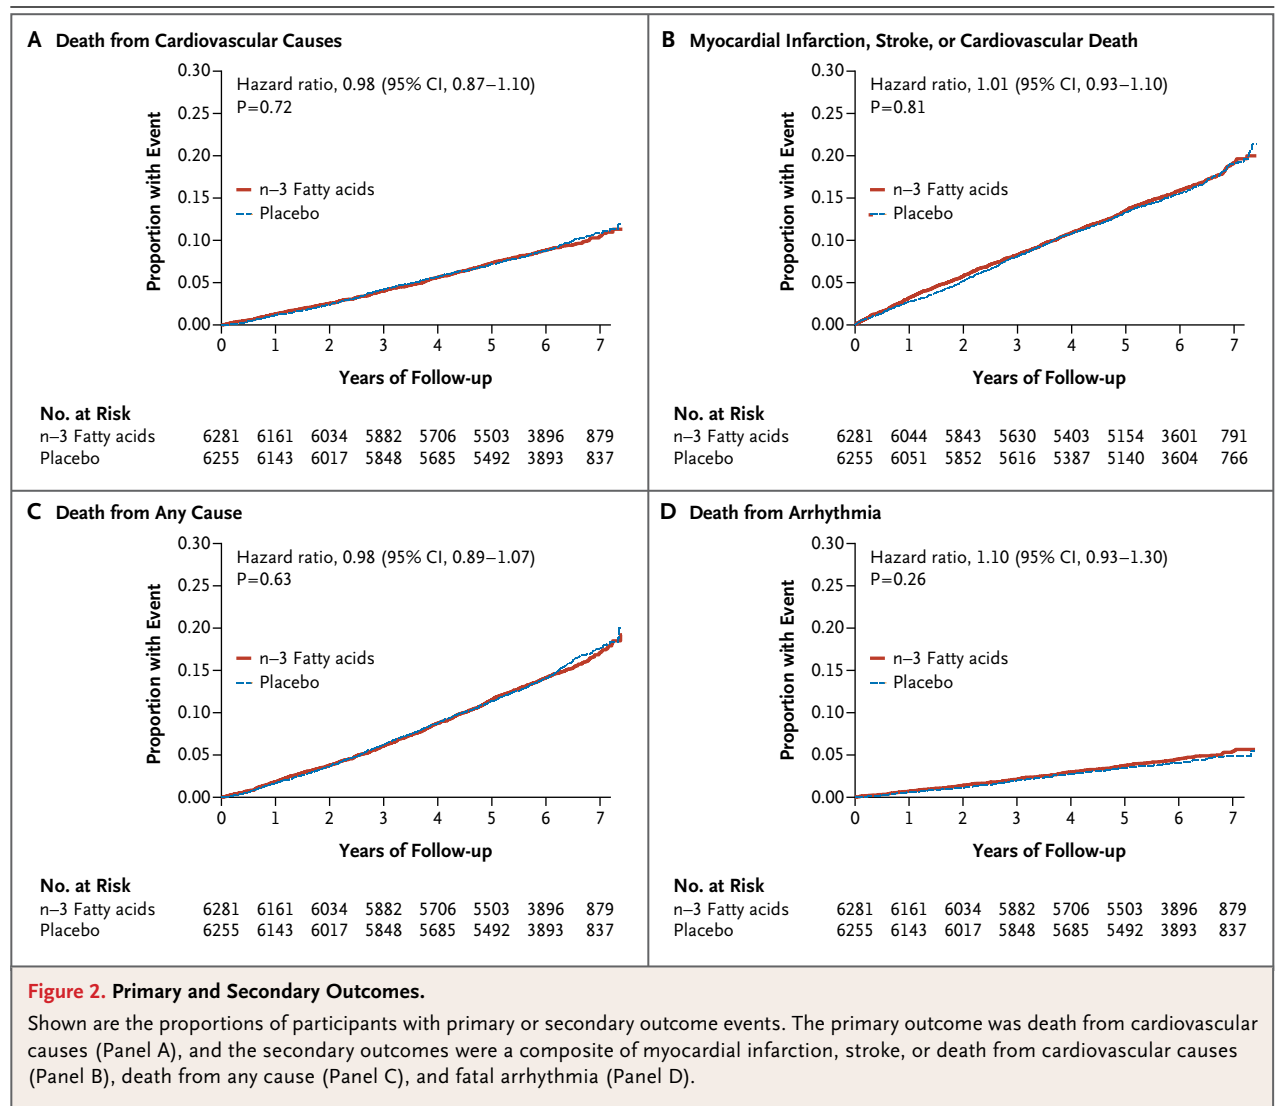 A Death from Cardiovascular Causes
Hazard ratio, 0.98 (95% CI, 0.87–1.10)
P=0.72
n–3 Fatty acids
Placebo
Proportion with Event
0.30
0.25
0.20
0.15
0.10
0.05
0.00
0 1 2 3 4 5 6 7
Years of Follow-up
No. at Risk
n–3 Fatty acids 6281 6161 6034 5882 5706 5503 3896 879
Placebo 6255 6143 6017 5848 5685 5492 3893 837
B Myocardial Infarction, Stroke, or Cardiovascular Death
Hazard ratio, 1.01 (95% CI, 0.93–1.10)
P=0.81
n–3 Fatty acids
Placebo
Proportion with Event
0.30
0.25
0.20
0.15
0.10
0.05
0.00
0 1 2 3 4 5 6 7
Years of Follow-up
No. at Risk
n–3 Fatty acids 6281 6044 5843 5630 5403 5154 3601 791
Placebo 6255 6051 5852 5616 5387 5140 3604 766
C Death from Any Cause
Hazard ratio, 0.98 (95% CI, 0.89–1.07)
P=0.63
n–3 Fatty acids
Placebo
Proportion with Event
0.30
0.25
0.20
0.15
0.10
0.05
0.00
0 1 2 3 4 5 6 7
Years of Follow-up
No. at Risk
n–3 Fatty acids 6281 6161 6034 5882 5706 5503 3896 879
Placebo 6255 6143 6017 5848 5685 5492 3893 837
D Death from Arrhythmia
Hazard ratio, 1.10 (95% CI, 0.93–1.30)
P=0.26
n–3 Fatty acids
Placebo
Proportion with Event
0.30
0.25
0.20
0.15
0.10
0.05
0.00
0 1 2 3 4 5 6 7
Years of Follow-up
No. at Risk
n–3 Fatty acids 6281 6161 6034 5882 5706 5503 3896 879
Placebo 6255 6143 6017 5848 5685 5492 3893 837
Figure 2. Primary and Secondary Outcomes.
Shown are the proportions of participants with primary or secondary outcome events. The primary outcome was death from cardiovascular
causes (Panel A), and the secondary outcomes were a composite of myocardial infarction, stroke, or death from cardiovascular causes
(Panel B), death from any cause (Panel C), and fatal arrhythmia (Panel D).